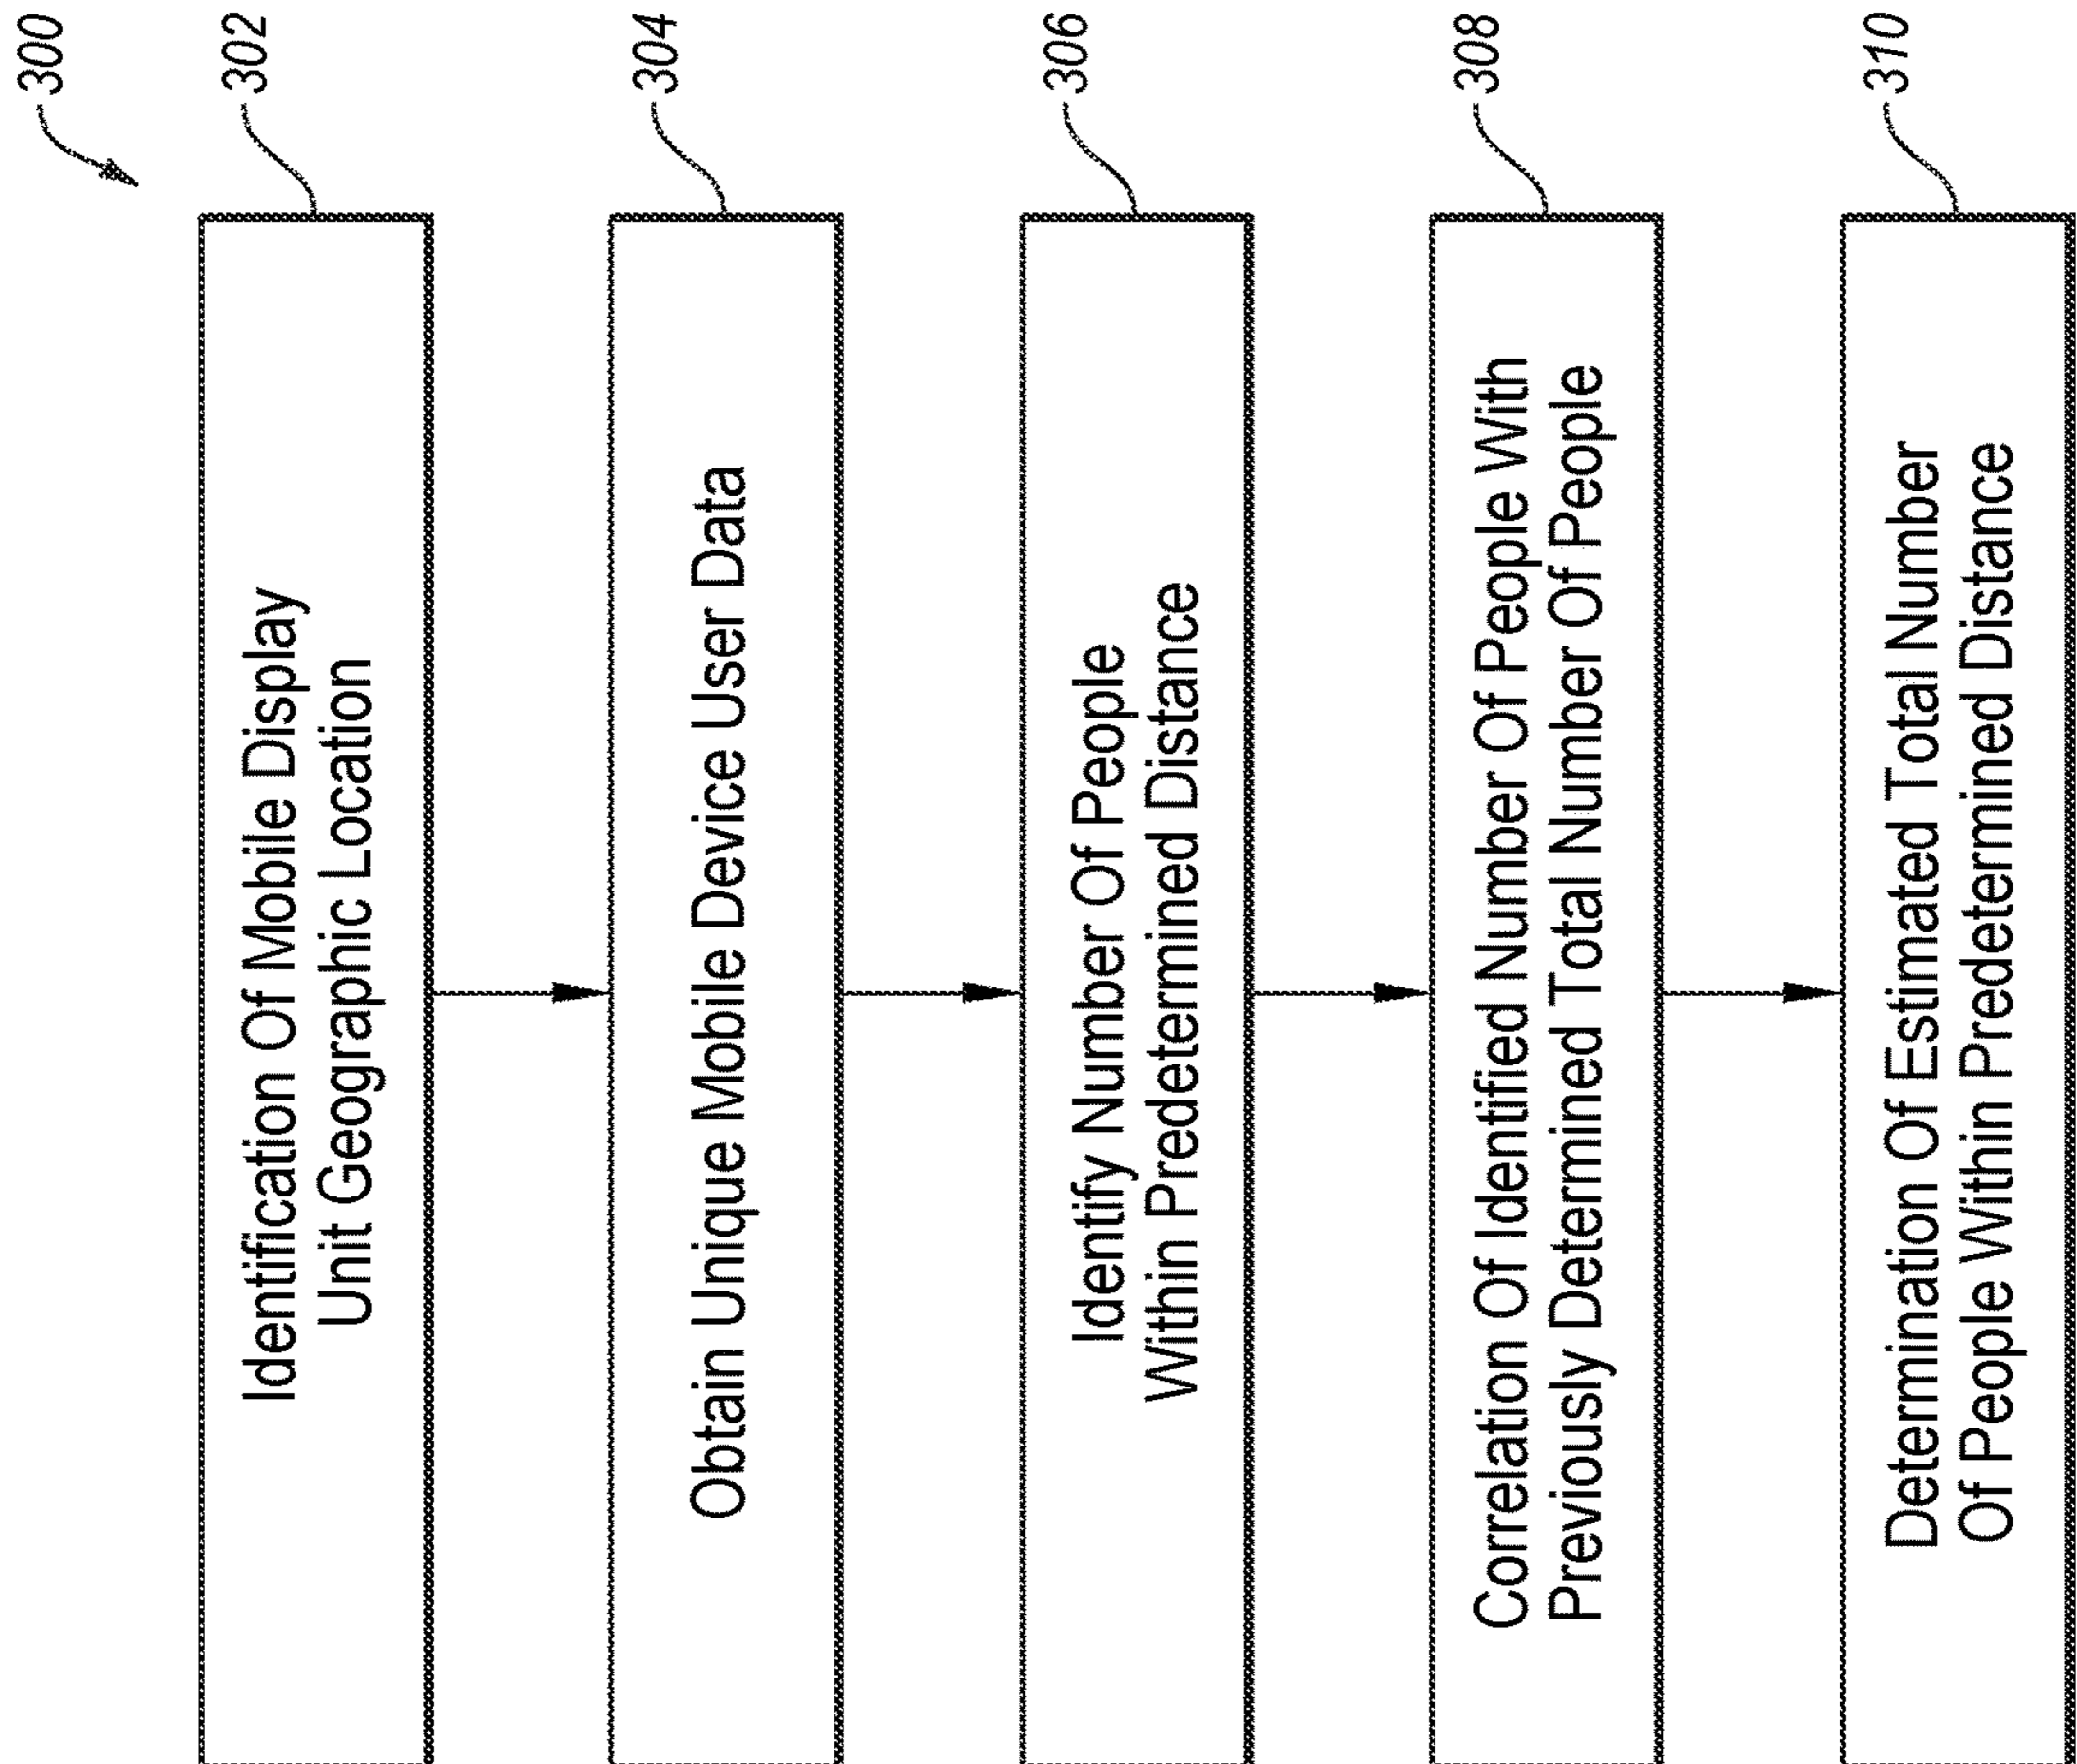 300
302
Identification Of Mobile Display
Unit Geographic Location
304
Obtain Unique Mobile Device User Data
306
Identify Number Of People
Within Predetermined Distance
308
Correlation Of Identified Number Of People With
Previously Determined Total Number Of People
310
Determination Of Estimated Total Number
Of People Within Predetermined Distance